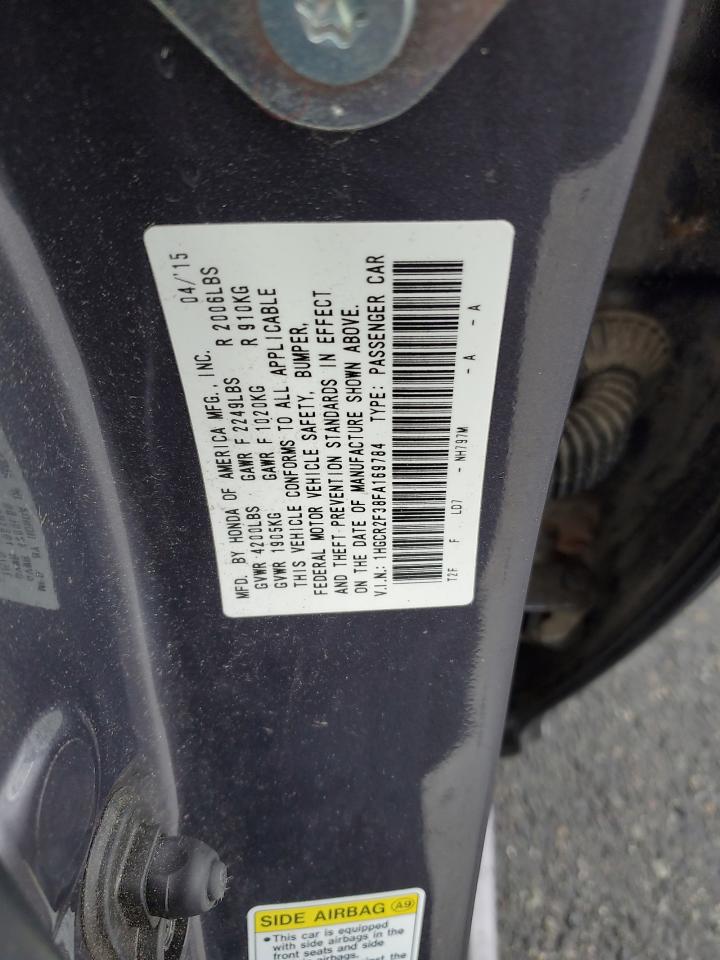 MFD. BY HONDA OF AMERICA MFG., INC. 04/'15
GVWR 4200LBS GAWR F 2249LBS R 2006LBS
GVWR 1905KG GAWR F 1020KG R 910KG
THIS VEHICLE CONFORMS TO ALL APPLICABLE
FEDERAL MOTOR VEHICLE SAFETY, BUMPER,
AND THEFT PREVENTION STANDARDS IN EFFECT
ON THE DATE OF MANUFACTURE SHOWN ABOVE.
V.I.N.: 1HGCR2F38FA169784 TYPE: PASSENGER CAR
T2F F LD7 - NH797M - A - A
SIDE AIRBAG A9
• This car is equipped
with side airbags in the
front seats and side
airbags.